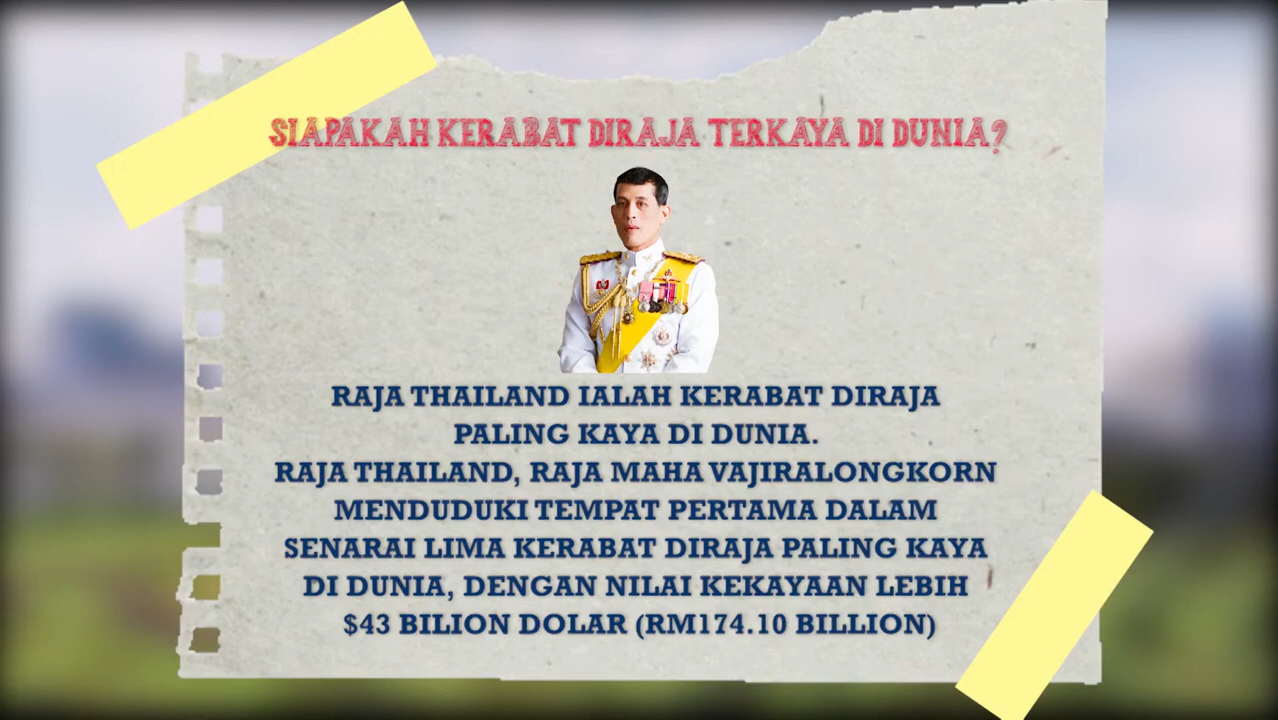 SIAPAKAH KERABAT DIRAJA TERKAYA DI DUNIA?
RAJA THAILAND IALAH KERABAT DIRAJA
PALING KAYA DI DUNIA.
RAJA THAILAND, RAJA MAHA VAJIRALONGKORN
MENDUDUKI TEMPAT PERTAMA DALAM
SENARAI LIMA KERABAT DIRAJA PALING KAYA
DI DUNIA, DENGAN NILAI KEKAYAAN LEBIH
$43 BILION DOLAR (RM174.10 BILLION)